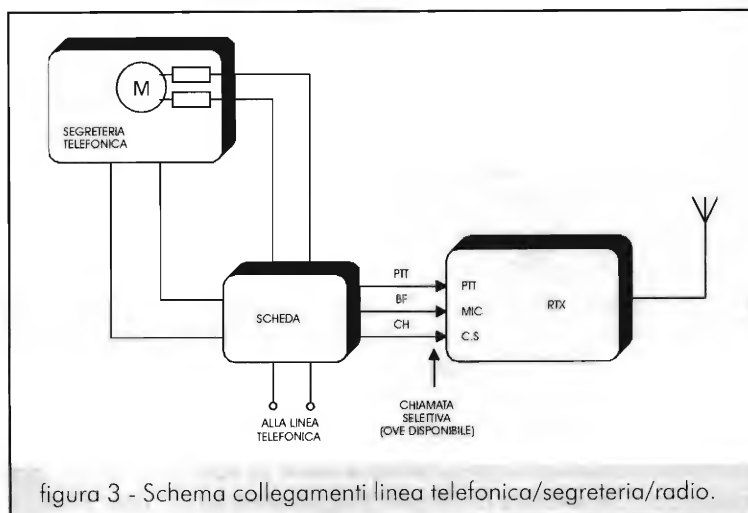 M
SEGRETERIA
TELEFONICA
SCHEDA
PTT
BF
CH
PTT
MIC
C.S
RTX
ALLA LINEA
TELEFONICA
CHIAMATA
SELETTIVA
(OVE DISPONIBILE)
figura 3 - Schema collegamenti linea telefonica/segreteria/radio.